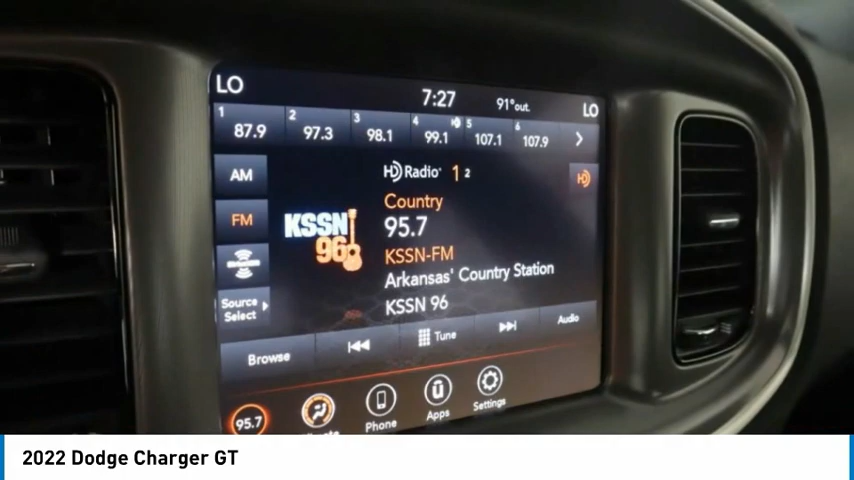 LO 7:27 91°out. LO
1 87.9 2 97.3 3 98.1 4 99.1 5 107.1 6 107.9
AM
HD Radio 1 2
Country
FM
95.7
KSSN 96
KSSN-FM
Arkansas' Country Station
Source Select
KSSN 96
Browse Tune Audio
95.7 Phone Apps Settings
2022 Dodge Charger GT